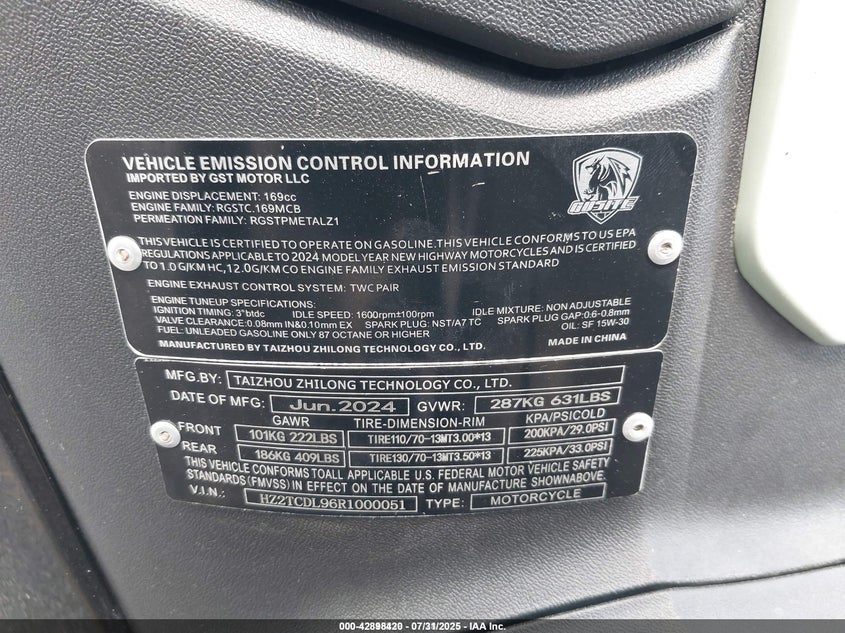 VEHICLE EMISSION CONTROL INFORMATION
IMPORTED BY GST MOTOR LLC
GUSITE
ENGINE DISPLACEMENT: 169cc
ENGINE FAMILY: RGSTC.169MCB
PERMEATION FAMILY: RGSTPMETALZ1
THIS VEHICLE IS CERTIFIED TO OPERATE ON GASOLINE.THIS VEHICLE CONFORMS TO US EPA
REGULATIONS APPLICABLE TO 2024 MODEL YEAR NEW HIGHWAY MOTORCYCLES AND IS CERTIFIED
TO 1.0 G/KM HC, 12.0G/KM CO ENGINE FAMILY EXHAUST EMISSION STANDARD
ENGINE EXHAUST CONTROL SYSTEM: TWC PAIR
ENGINE TUNEUP SPECIFICATIONS:
IGNITION TIMING: 3°btdc IDLE SPEED: 1600rpm±100rpm IDLE MIXTURE: NON ADJUSTABLE
VALVE CLEARANCE:0.08mm IN&0.10mm EX SPARK PLUG: NST/A7 TC SPARK PLUG GAP:0.6-0.8mm
FUEL: UNLEADED GASOLINE ONLY 87 OCTANE OR HIGHER OIL: SF 15W-30
MANUFACTURED BY TAIZHOU ZHILONG TECHNOLOGY CO., LTD. MADE IN CHINA
MFG.BY: TAIZHOU ZHILONG TECHNOLOGY CO., LTD.
DATE OF MFG: Jun.2024 GVWR: 287KG 631LBS
GAWR TIRE-DIMENSION-RIM KPA/PSICOLD
FRONT 101KG 222LBS TIRE110/70-13MT3.00*13 200KPA/29.0PSI
REAR 186KG 409LBS TIRE130/70-13MT3.50*13 225KPA/33.0PSI
THIS VEHICLE CONFORMS TOALL APPLICABLE U.S. FEDERAL MOTOR VEHICLE SAFETY
STANDARDS (FMVSS) IN EFFECT ON THE DATE OF MANUFACTURE SHOWNABOVE.
V.I.N.: HZ2TCDL96R1000051 TYPE: MOTORCYCLE
000-42898420 - 07/31/2025 - IAA Inc.